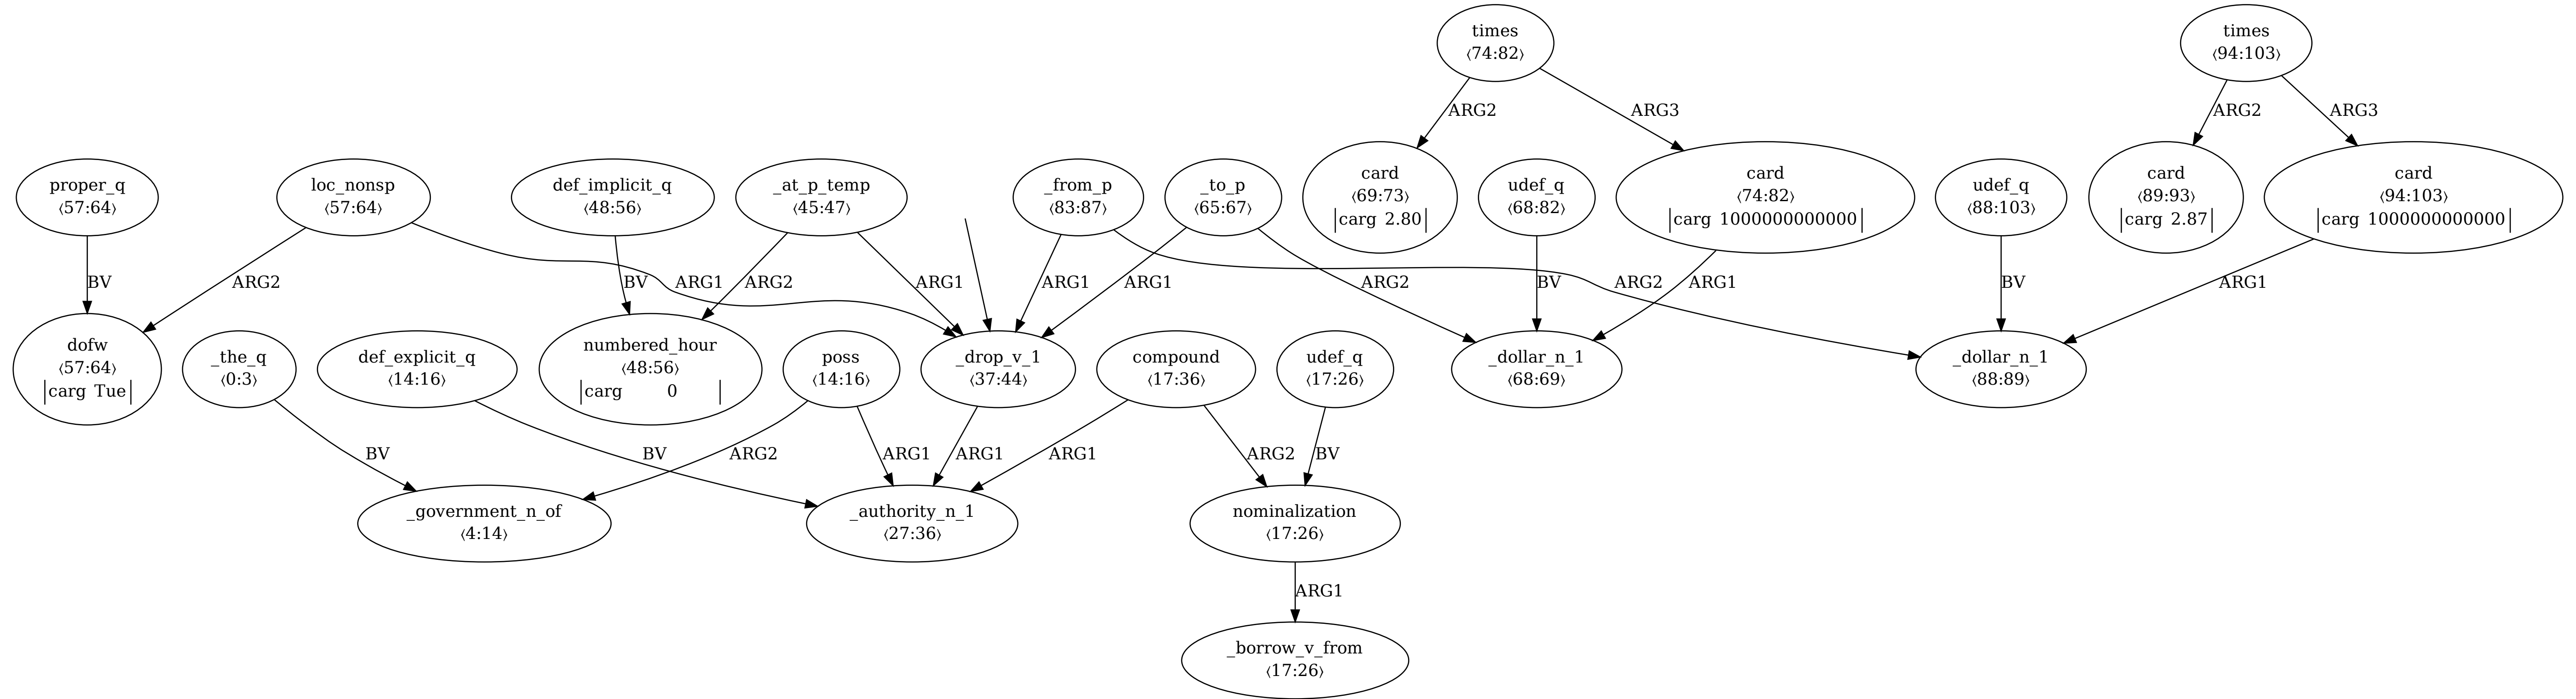 times
⟨74:82⟩
times
⟨94:103⟩
ARG2
ARG3
ARG2
ARG3
proper_q
⟨57:64⟩
loc_nonsp
⟨57:64⟩
def_implicit_q
⟨48:56⟩
_at_p_temp
⟨45:47⟩
_from_p
⟨83:87⟩
_to_p
⟨65:67⟩
card
⟨69:73⟩
carg 2.80
udef_q
⟨68:82⟩
card
⟨74:82⟩
carg 1000000000000
udef_q
⟨88:103⟩
card
⟨89:93⟩
carg 2.87
card
⟨94:103⟩
carg 1000000000000
BV
ARG2
BV
ARG1
ARG2
ARG1
ARG1
ARG1
ARG2
BV
ARG2
ARG1
BV
ARG1
dofw
⟨57:64⟩
carg Tue
_the_q
⟨0:3⟩
def_explicit_q
⟨14:16⟩
numbered_hour
⟨48:56⟩
carg 0
poss
⟨14:16⟩
_drop_v_1
⟨37:44⟩
compound
⟨17:36⟩
udef_q
⟨17:26⟩
_dollar_n_1
⟨68:69⟩
_dollar_n_1
⟨88:89⟩
BV
BV
ARG2
ARG1
ARG1
ARG1
ARG2
BV
_government_n_of
⟨4:14⟩
_authority_n_1
⟨27:36⟩
nominalization
⟨17:26⟩
ARG1
_borrow_v_from
⟨17:26⟩